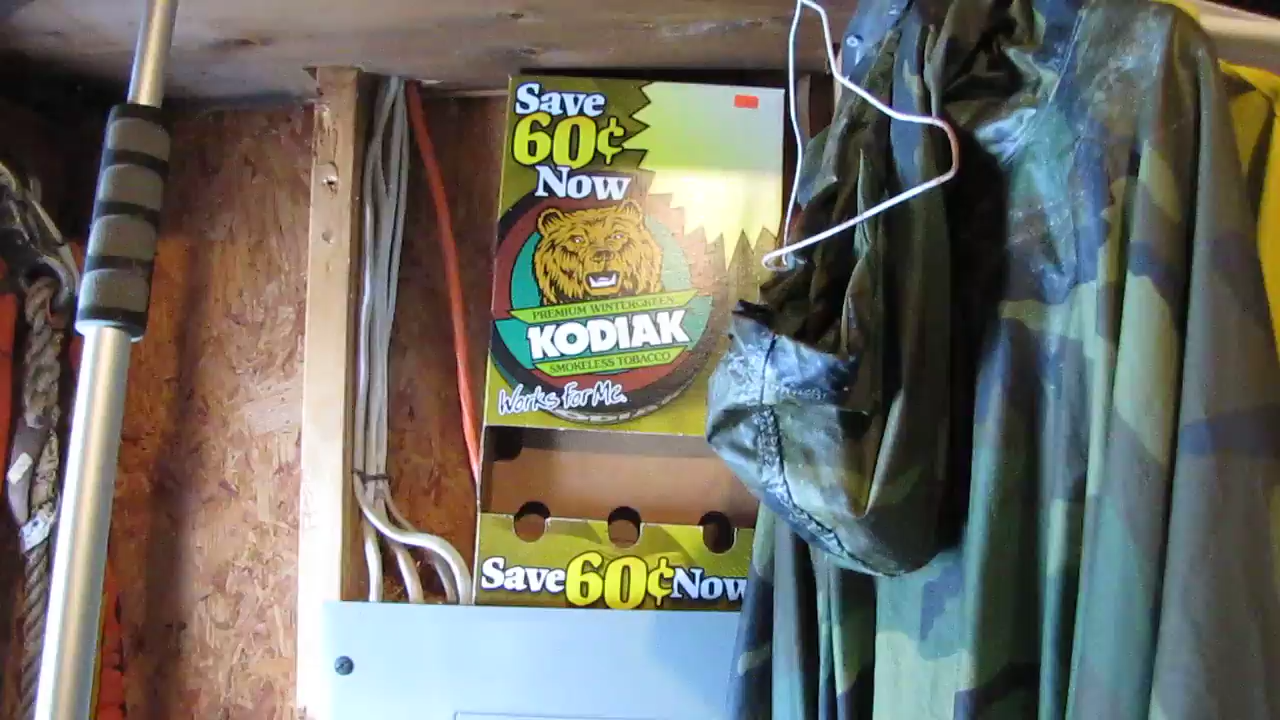 Save
60¢
Now
PREMIUM WINTERGREEN
KODIAK
SMOKELESS TOBACCO
Works For Me.
Save 60¢ Now